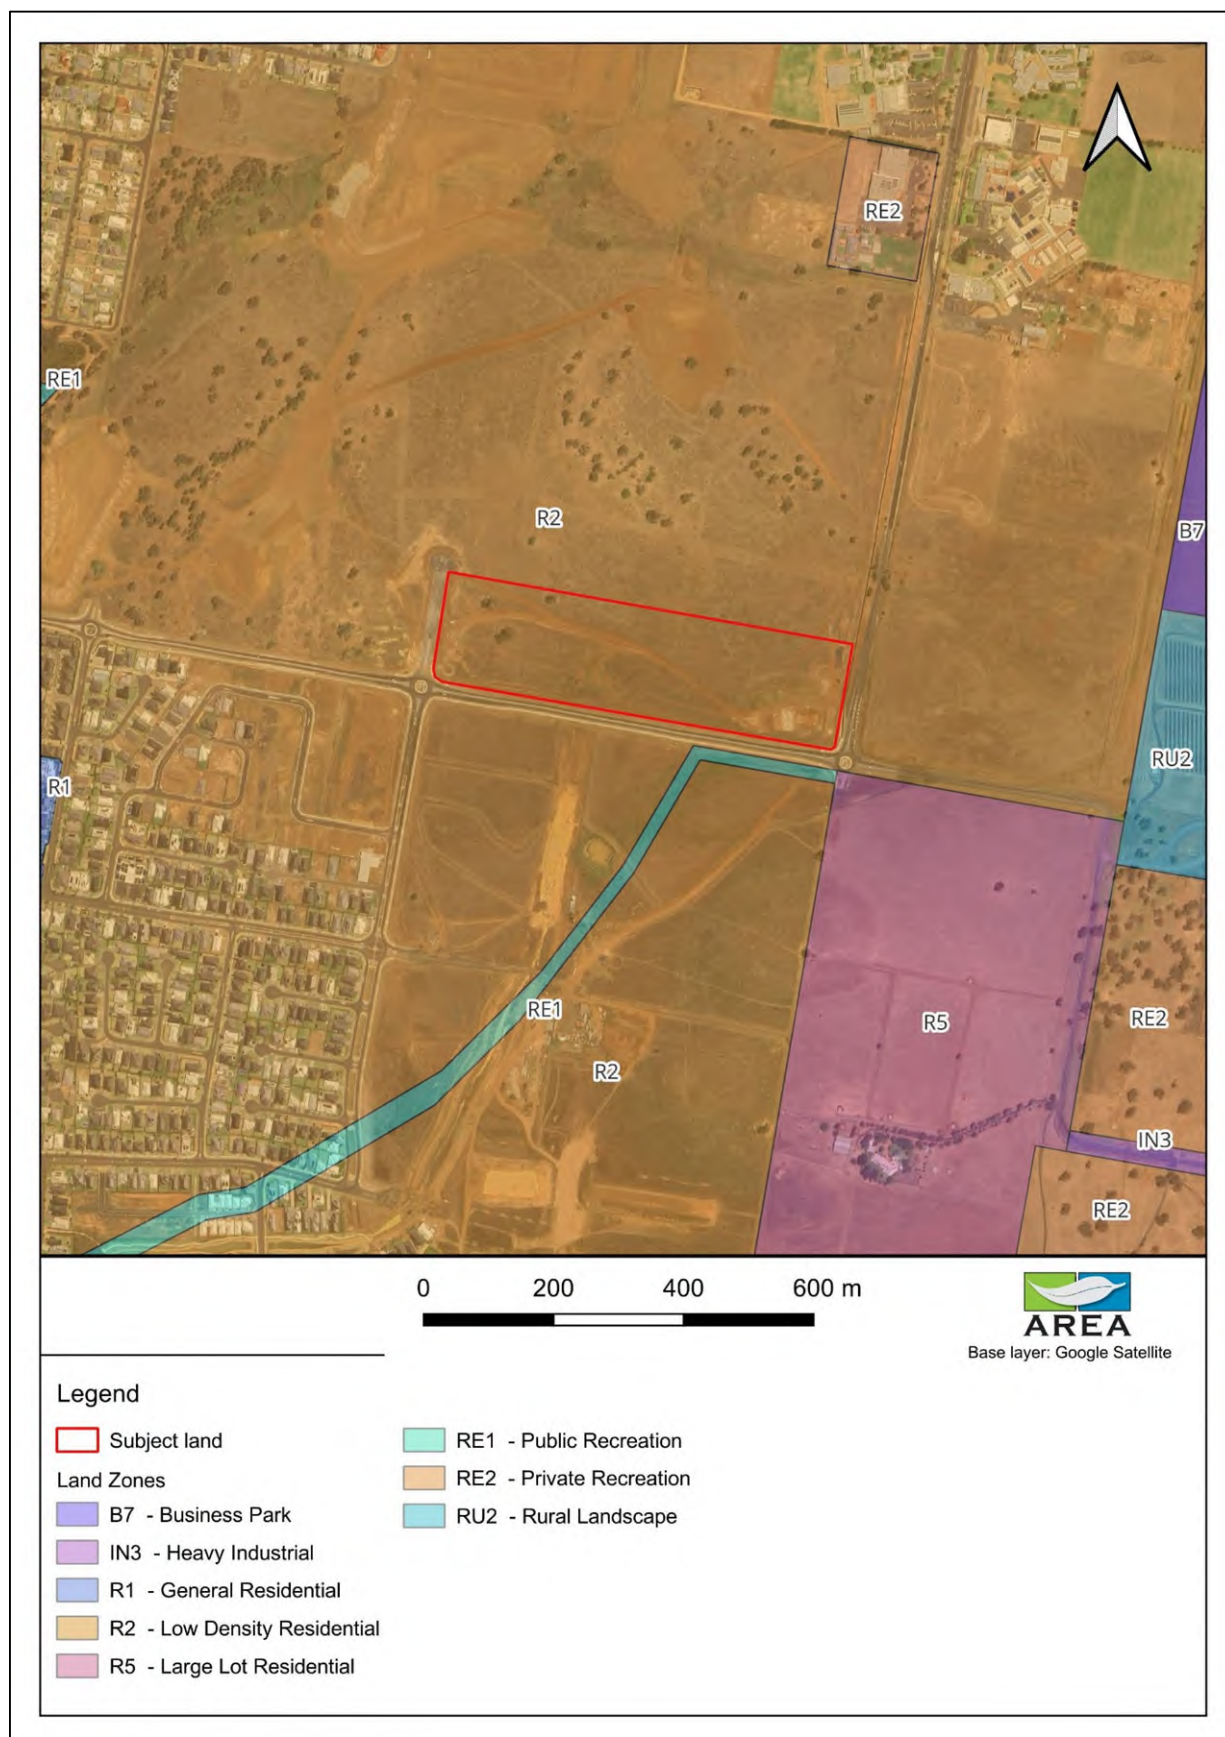 RE2
RE1
R2
B7
RU2
R1
RE1
R5
RE2
R2
IN3
RE2
0 200 400 600 m
AREA
Base layer: Google Satellite
Legend
Subject land
Land Zones
B7 - Business Park
IN3 - Heavy Industrial
R1 - General Residential
R2 - Low Density Residential
R5 - Large Lot Residential
RE1 - Public Recreation
RE2 - Private Recreation
RU2 - Rural Landscape